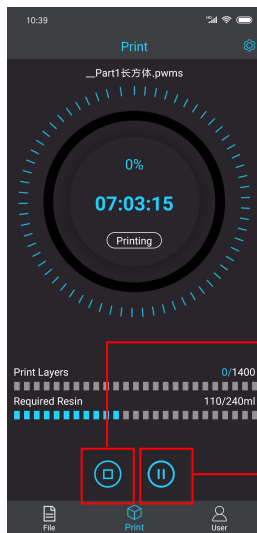 10:39
Print
__Part1长方体.pwms
0%
07:03:15
Printing
Print Layers 0/1400
Required Resin 110/240ml
File Print User